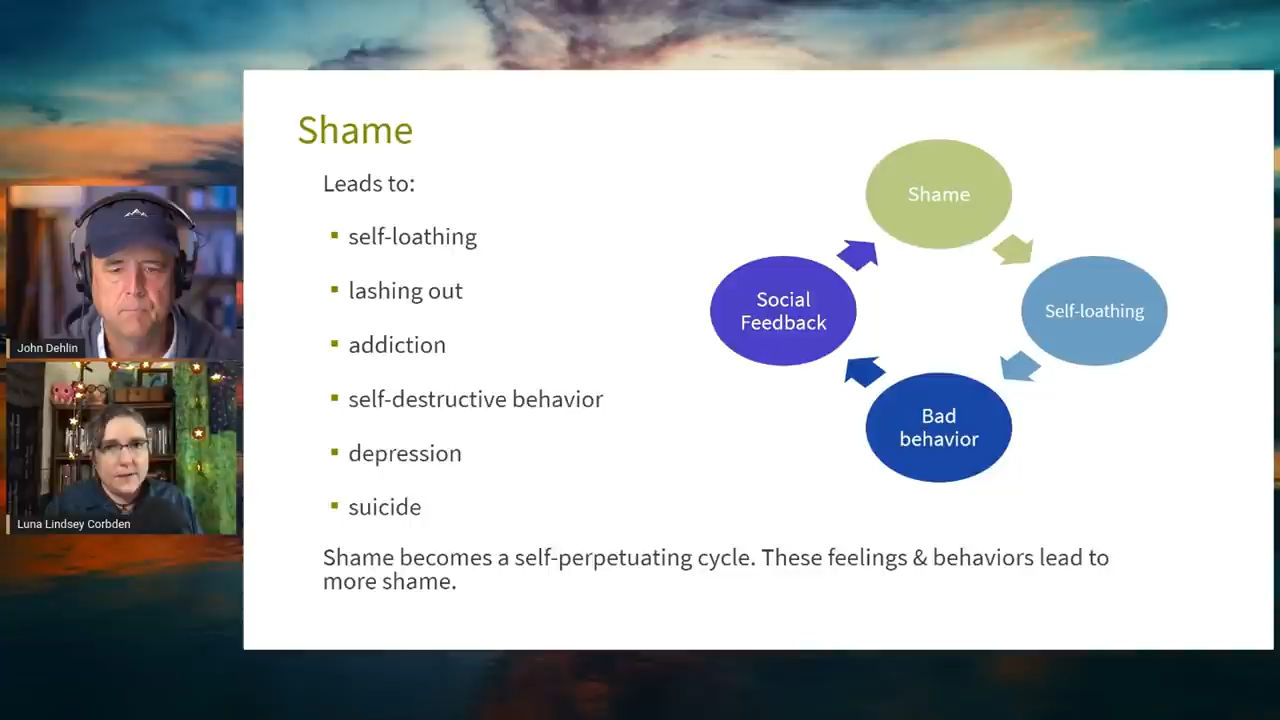 Shame
Leads to:
▪ self-loathing
▪ lashing out
▪ addiction
▪ self-destructive behavior
▪ depression
▪ suicide
Shame becomes a self-perpetuating cycle. These feelings & behaviors lead to
more shame.
Shame
Self-loathing
Bad
behavior
Social
Feedback
John Dehlin
Luna Lindsey Corbden